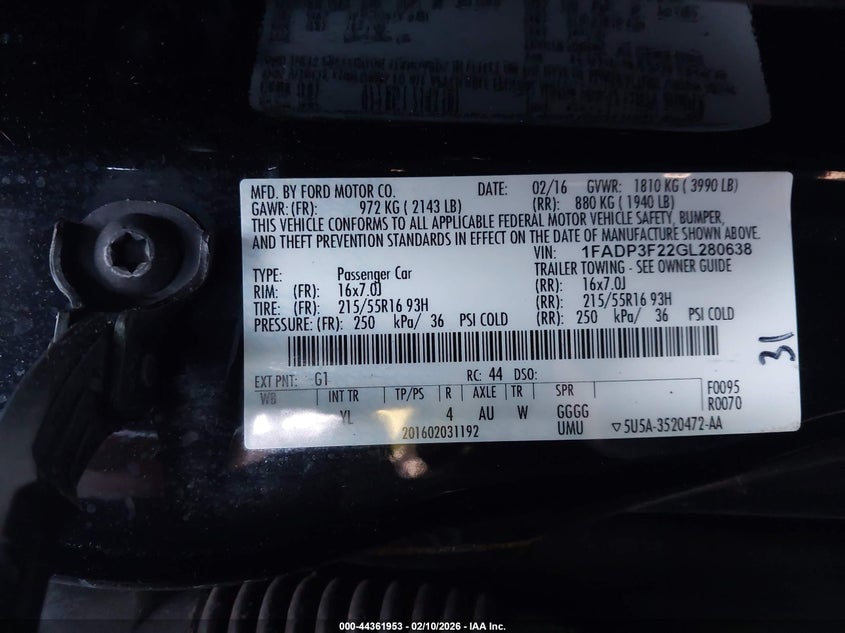 MFD. BY FORD MOTOR CO. DATE: 02/16 GVWR: 1810 KG ( 3990 LB)
GAWR: (FR): 972 KG ( 2143 LB) (RR): 880 KG ( 1940 LB)
THIS VEHICLE CONFORMS TO ALL APPLICABLE FEDERAL MOTOR VEHICLE SAFETY, BUMPER,
AND THEFT PREVENTION STANDARDS IN EFFECT ON THE DATE OF MANUFACTURE SHOWN ABOVE.
VIN: 1FADP3F22GL280638
TYPE: Passenger Car TRAILER TOWING - SEE OWNER GUIDE
RIM: (FR): 16x7.0J (RR): 16x7.0J
TIRE: (FR): 215/55R16 93H (RR): 215/55R16 93H
PRESSURE: (FR): 250 kPa/ 36 PSI COLD (RR): 250 kPa/ 36 PSI COLD
31
EXT PNT: G1 RC: 44 DSO:
WB INT TR TP/PS R AXLE TR SPR F0095
YL 4 AU W GGGG R0070
201602031192 UMU ▽5U5A-3520472-AA
000-44361953 - 02/10/2026 - IAA Inc.